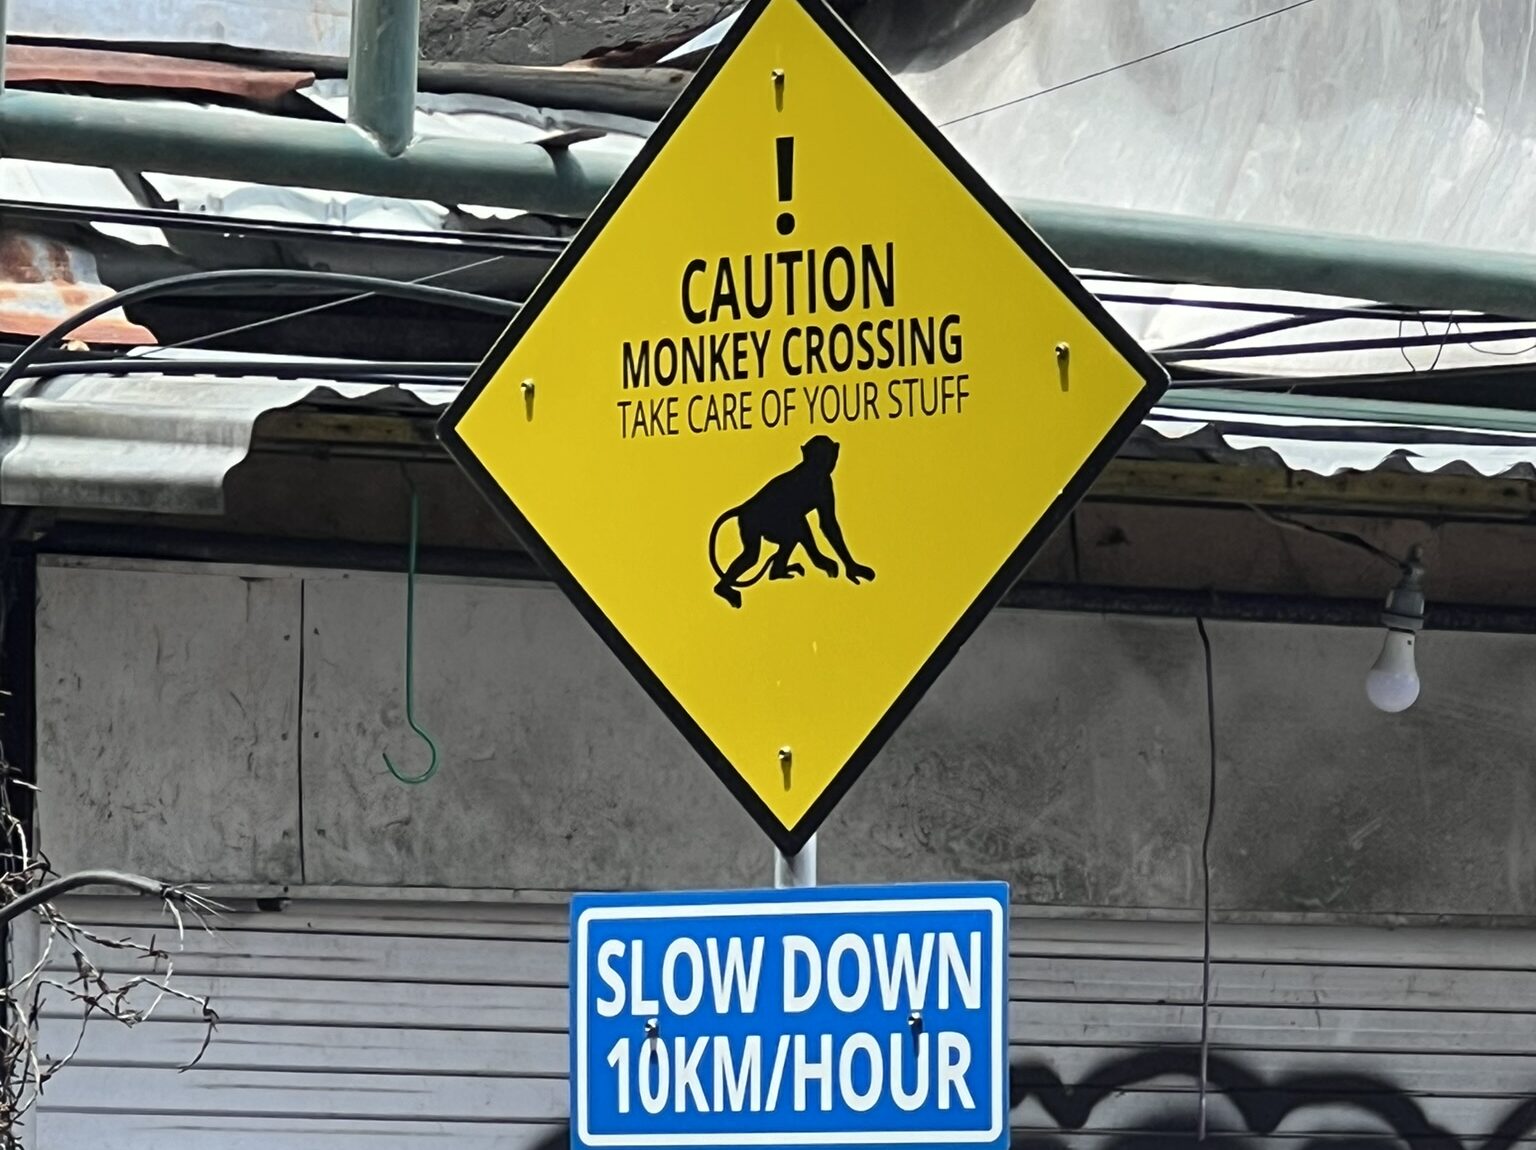 !
CAUTION
MONKEY CROSSING
TAKE CARE OF YOUR STUFF
SLOW DOWN
10KM/HOUR